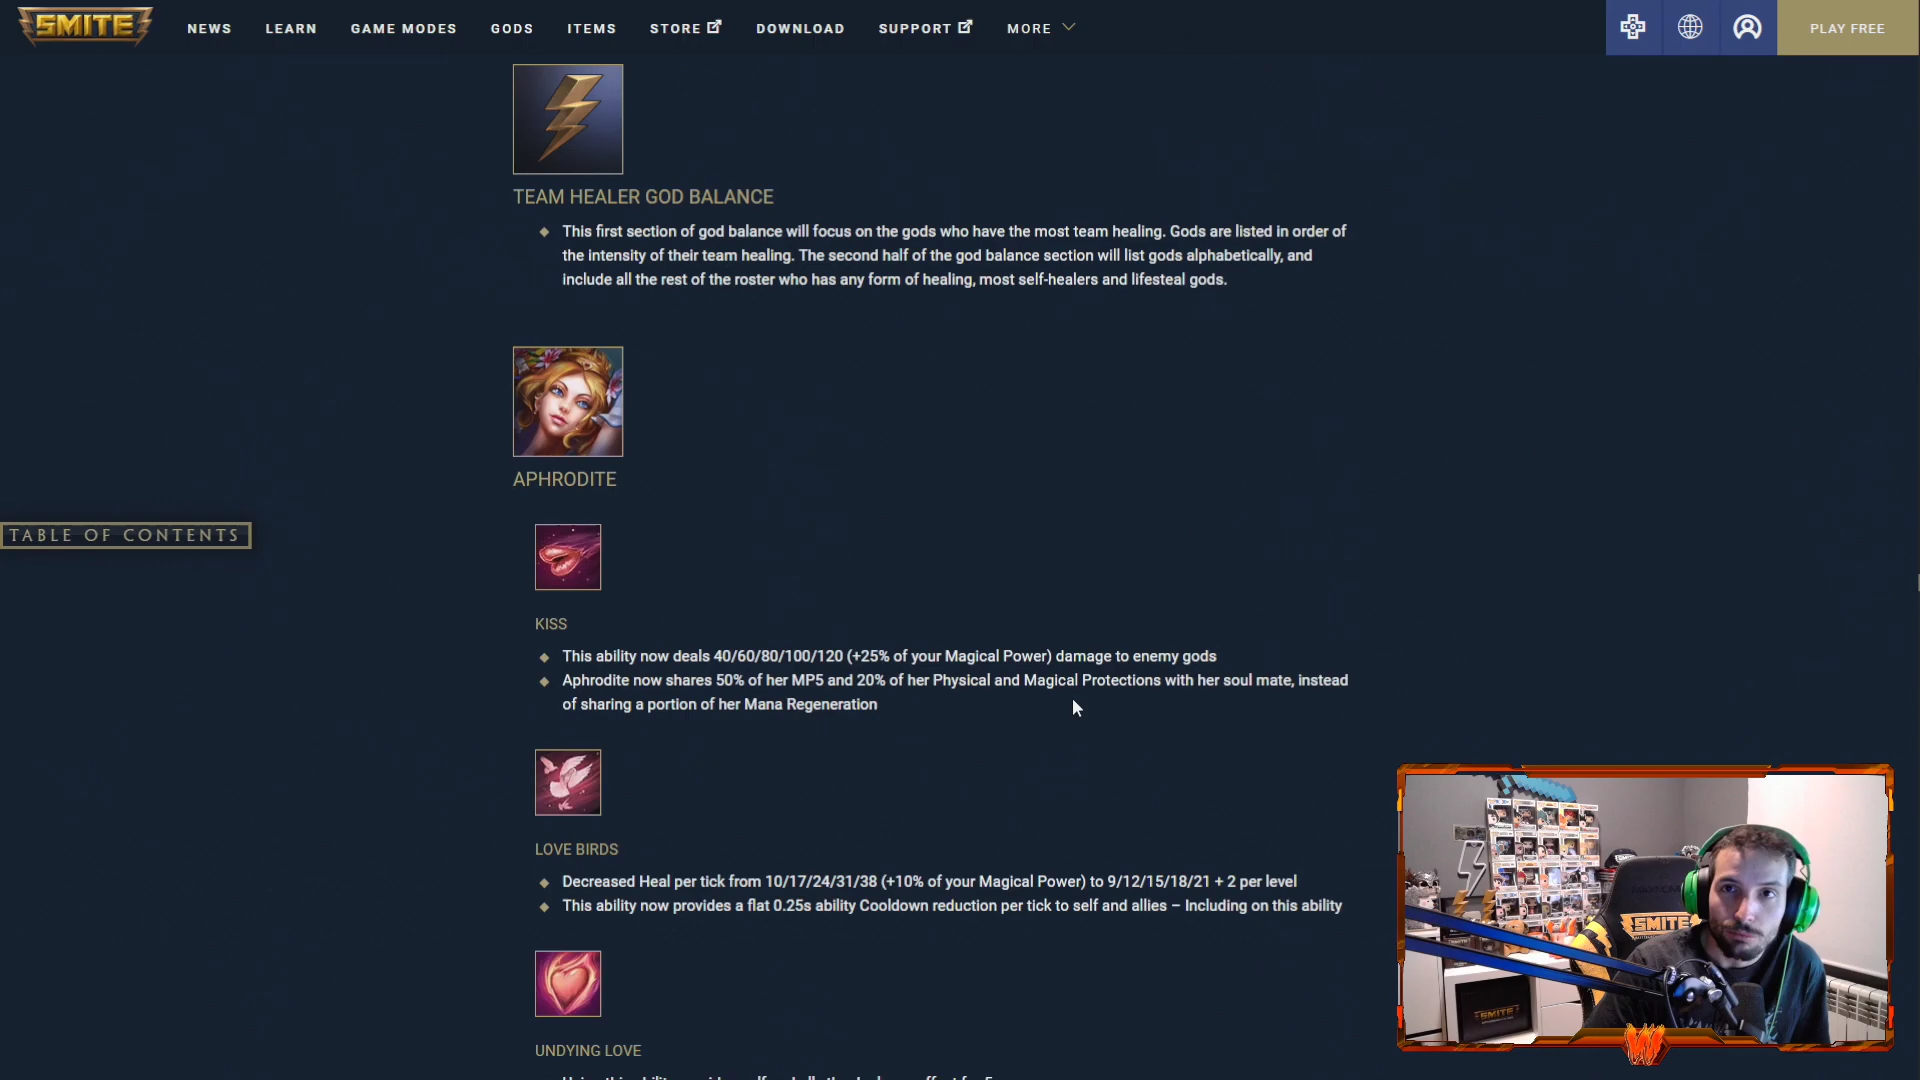 SMITE
NEWS LEARN GAME MODES GODS ITEMS STORE DOWNLOAD SUPPORT MORE PLAY FREE
TEAM HEALER GOD BALANCE
This first section of god balance will focus on the gods who have the most team healing. Gods are listed in order of
the intensity of their team healing. The second half of the god balance section will list gods alphabetically, and
include all the rest of the roster who has any form of healing, most self-healers and lifesteal gods.
APHRODITE
TABLE OF CONTENTS
KISS
This ability now deals 40/60/80/100/120 (+25% of your Magical Power) damage to enemy gods
Aphrodite now shares 50% of her MP5 and 20% of her Physical and Magical Protections with her soul mate, instead
of sharing a portion of her Mana Regeneration
LOVE BIRDS
Decreased Heal per tick from 10/17/24/31/38 (+10% of your Magical Power) to 9/12/15/18/21 + 2 per level
This ability now provides a flat 0.25s ability Cooldown reduction per tick to self and allies – Including on this ability
SMITE
SMITE
UNDYING LOVE
W